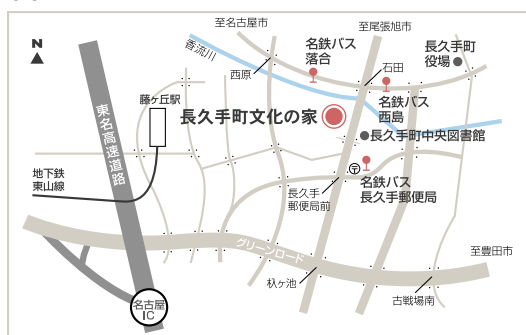 至名古屋市
至尾張旭市
N
香流川
名鉄バス
落合
長久手町
役場
西原
石田
藤ヶ丘駅
名鉄バス
西島
長久手町文化の家
東名高速道路
長久手町中央図書館
地下鉄
東山線
名鉄バス
長久手郵便局
長久手
郵便局前
グリーンロード
至豊田市
杁ヶ池
古戦場南
名古屋
IC